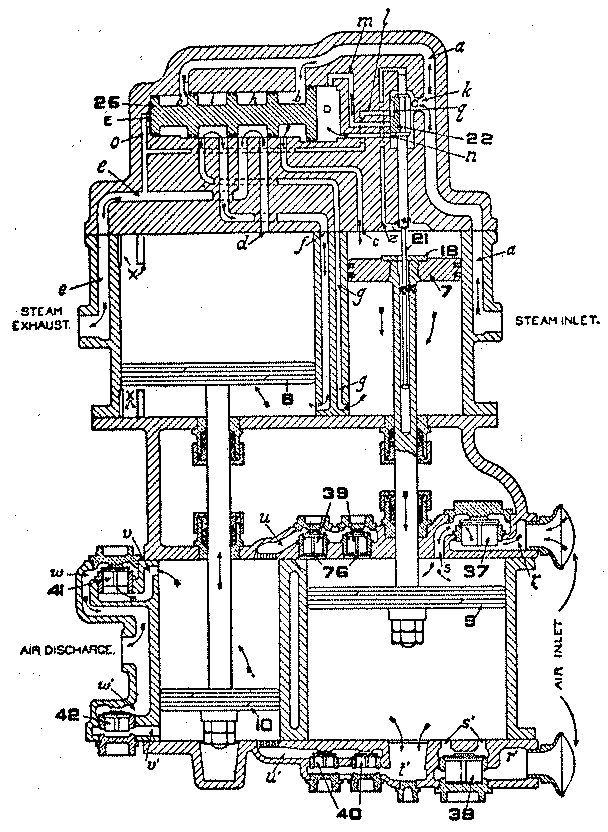 m
l
a
k
q
26
D
22
E
n
o
e
d
f
c
z
21
18
a
e
x
g
7
STEAM
EXHAUST.
STEAM INLET.
g
8
x
39
v
u
w
41
76
s
37
r
9
AIR DISCHARGE.
AIR INLET
w'
42
10
v'
u'
t'
s'
r'
40
38